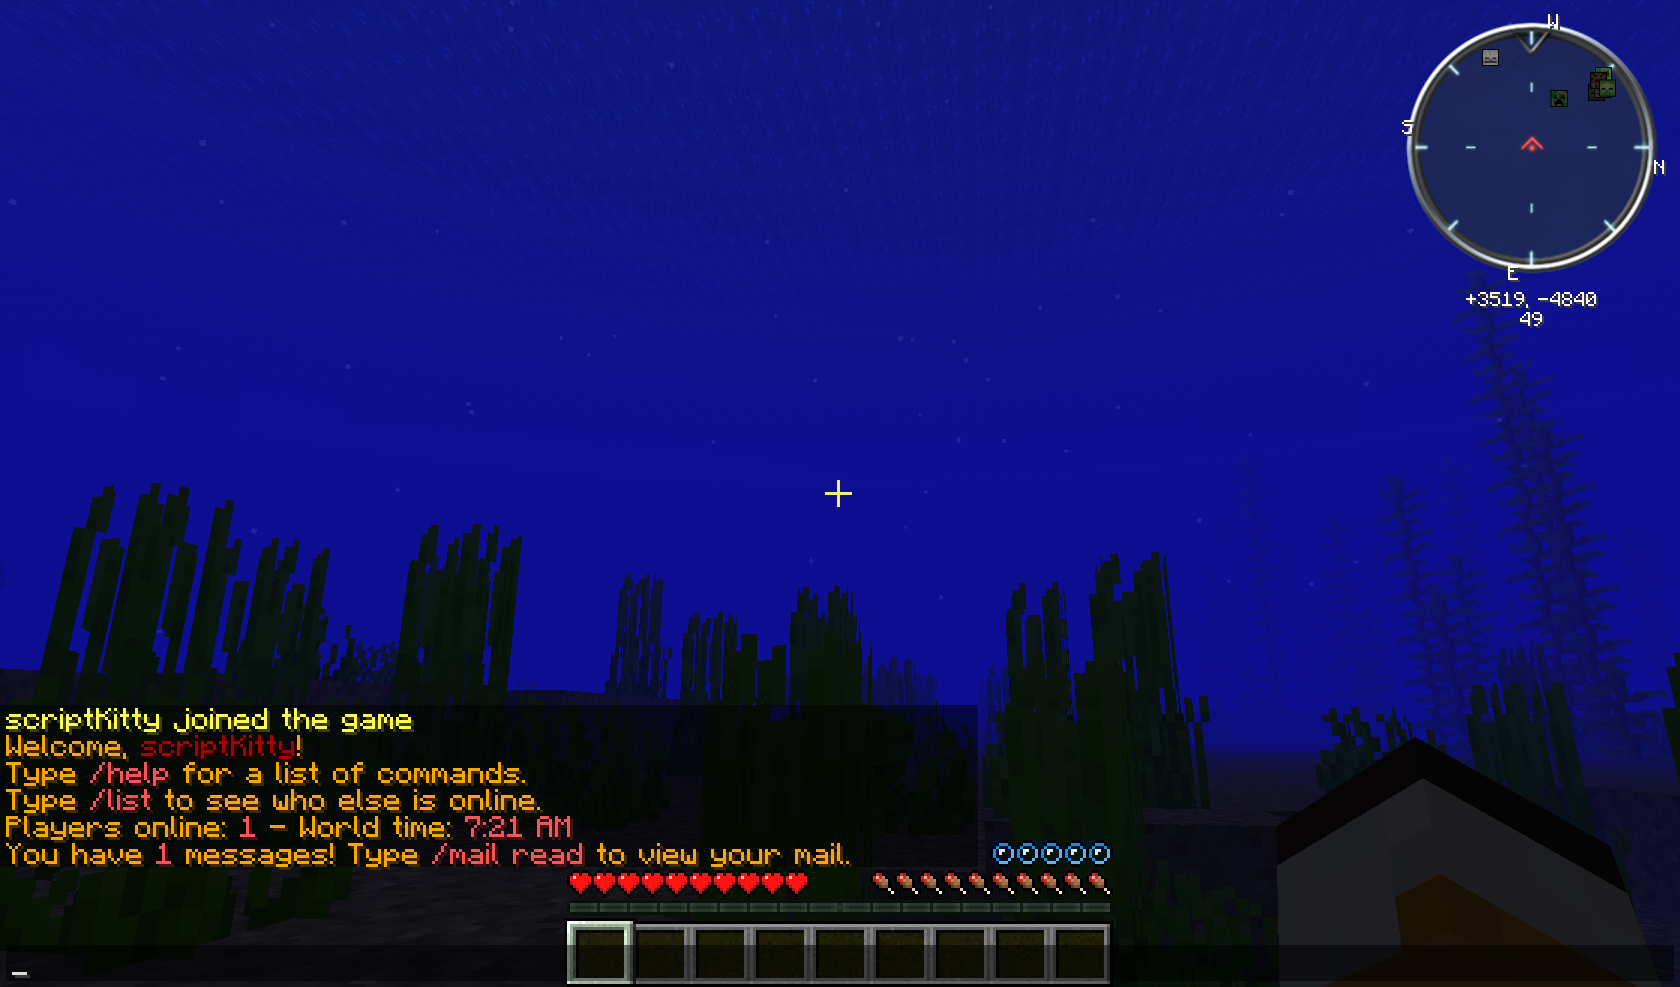 W
S
N
E
+3519, -4840
49
scriptKitty joined the game
Welcome, scriptKitty!
Type /help for a list of commands.
Type /list to see who else is online.
Players online: 1 - World time: 7:21 AM
You have 1 messages! Type /mail read to view your mail.
_